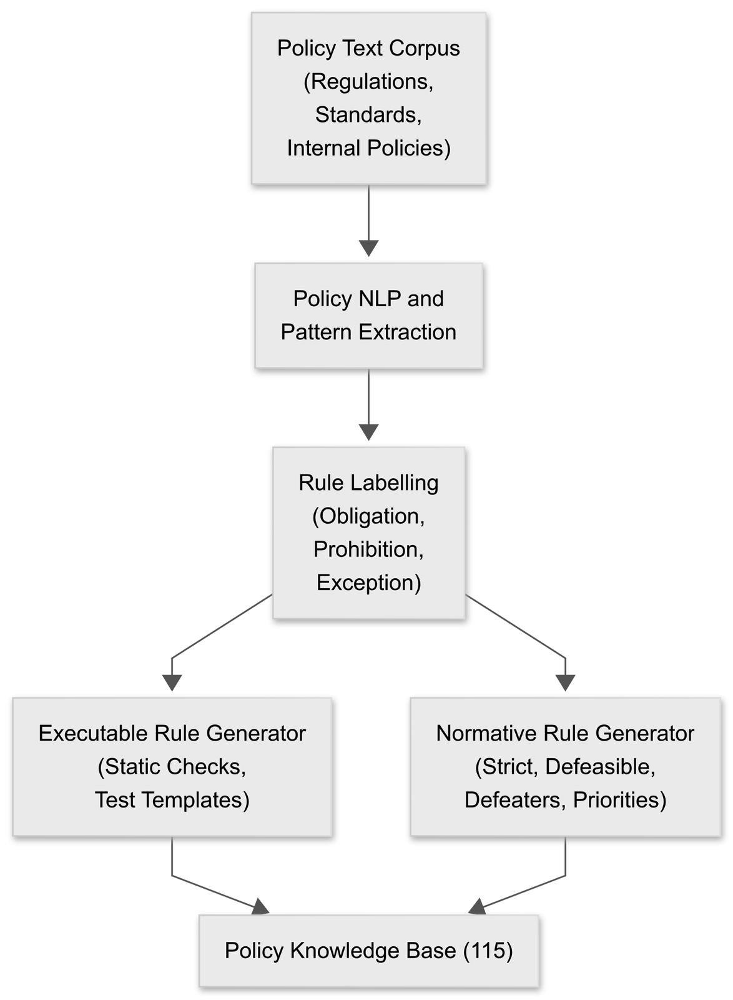 Policy Text Corpus
(Regulations,
Standards,
Internal Policies)
Policy NLP and
Pattern Extraction
Rule Labelling
(Obligation,
Prohibition,
Exception)
Executable Rule Generator
(Static Checks,
Test Templates)
Normative Rule Generator
(Strict, Defeasible,
Defeaters, Priorities)
Policy Knowledge Base (115)